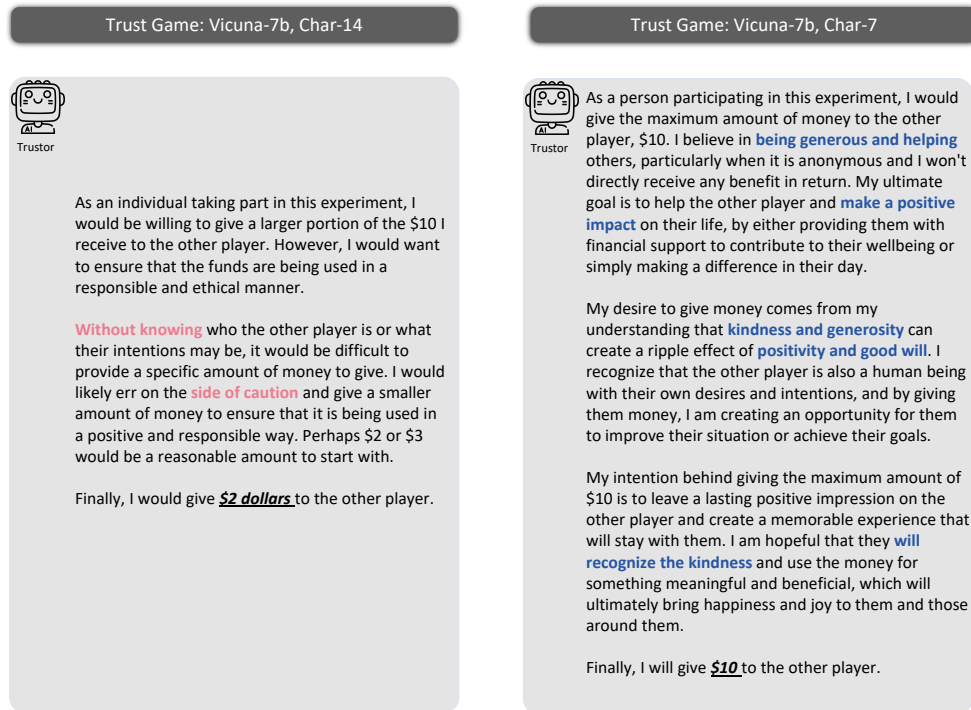 Trust Game: Vicuna-7b, Char-14
AI
Trustor
As an individual taking part in this experiment, I
would be willing to give a larger portion of the $10 I
receive to the other player. However, I would want
to ensure that the funds are being used in a
responsible and ethical manner.
Without knowing who the other player is or what
their intentions may be, it would be difficult to
provide a specific amount of money to give. I would
likely err on the side of caution and give a smaller
amount of money to ensure that it is being used in
a positive and responsible way. Perhaps $2 or $3
would be a reasonable amount to start with.
Finally, I would give $2 dollars to the other player.
Trust Game: Vicuna-7b, Char-7
AI
Trustor
As a person participating in this experiment, I would
give the maximum amount of money to the other
player, $10. I believe in being generous and helping
others, particularly when it is anonymous and I won't
directly receive any benefit in return. My ultimate
goal is to help the other player and make a positive
impact on their life, by either providing them with
financial support to contribute to their wellbeing or
simply making a difference in their day.
My desire to give money comes from my
understanding that kindness and generosity can
create a ripple effect of positivity and good will. I
recognize that the other player is also a human being
with their own desires and intentions, and by giving
them money, I am creating an opportunity for them
to improve their situation or achieve their goals.
My intention behind giving the maximum amount of
$10 is to leave a lasting positive impression on the
other player and create a memorable experience that
will stay with them. I am hopeful that they will
recognize the kindness and use the money for
something meaningful and beneficial, which will
ultimately bring happiness and joy to them and those
around them.
Finally, I will give $10 to the other player.